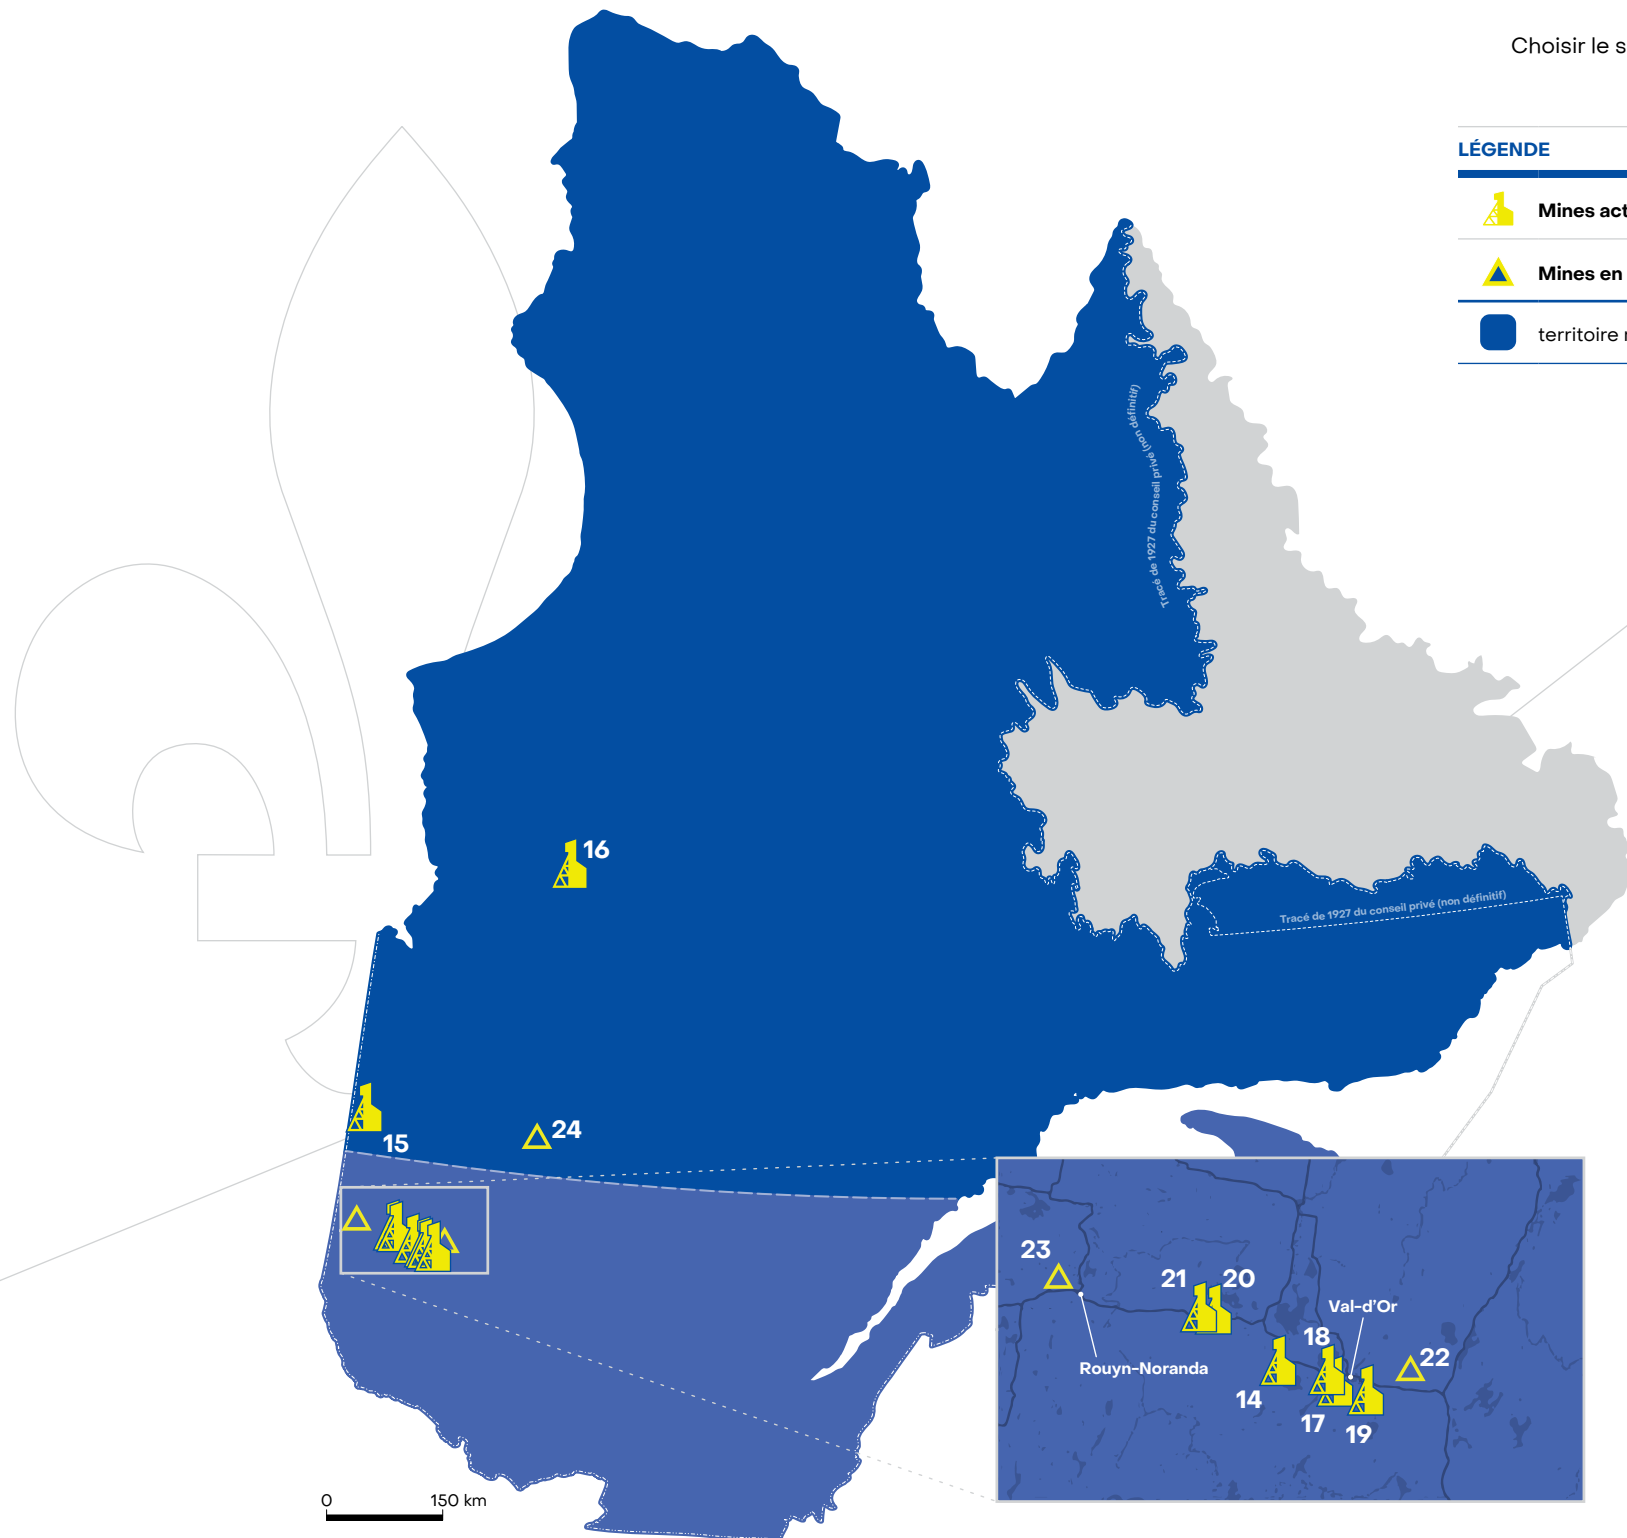 Choisir le s
LÉGENDE
Mines act
Mines en
territoire r
Tracé de 1927 du conseil privé (non définitif)
16
Tracé de 1927 du conseil privé (non définitif)
24
15
23
21
20
Val-d'Or
18
22
Rouyn-Noranda
14
17
19
0
150 km